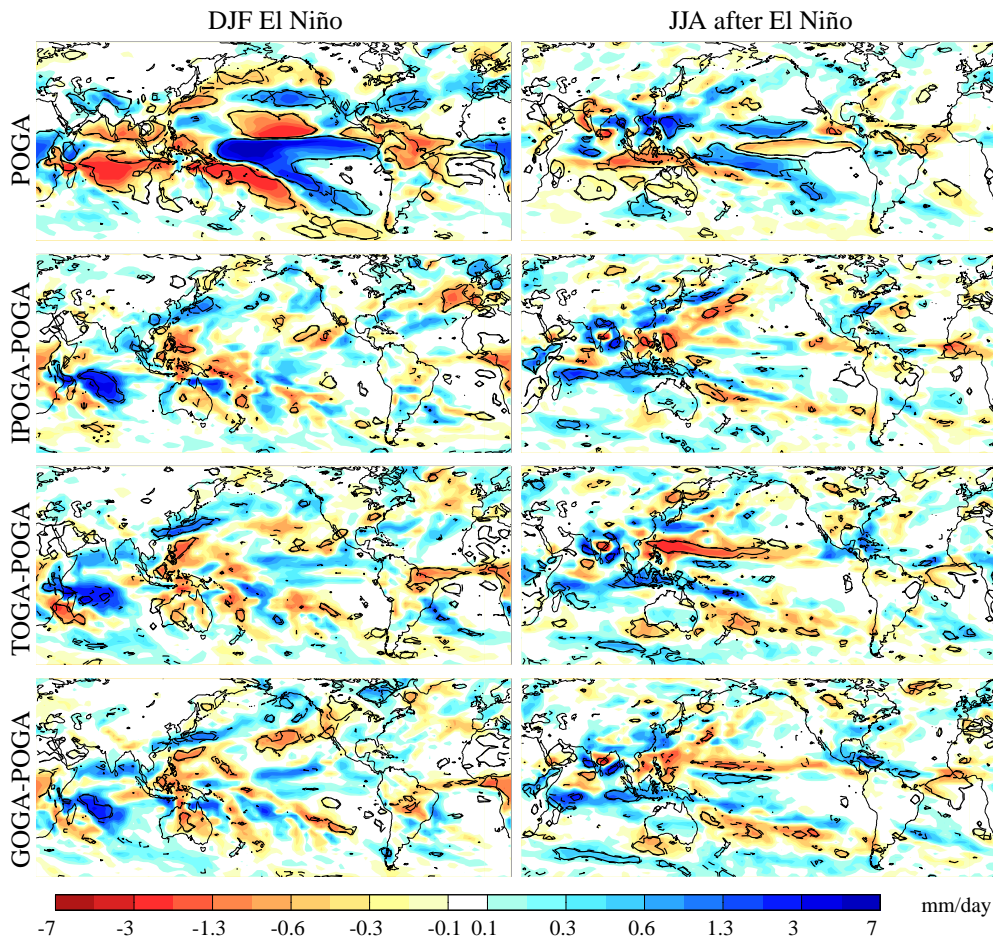 DJF El Niño
JJA after El Niño
POGA
IPOGA-POGA
TOGA-POGA
GOGA-POGA
-7 -3 -1.3 -0.6 -0.3 -0.1 0.1 0.3 0.6 1.3 3 7 mm/day